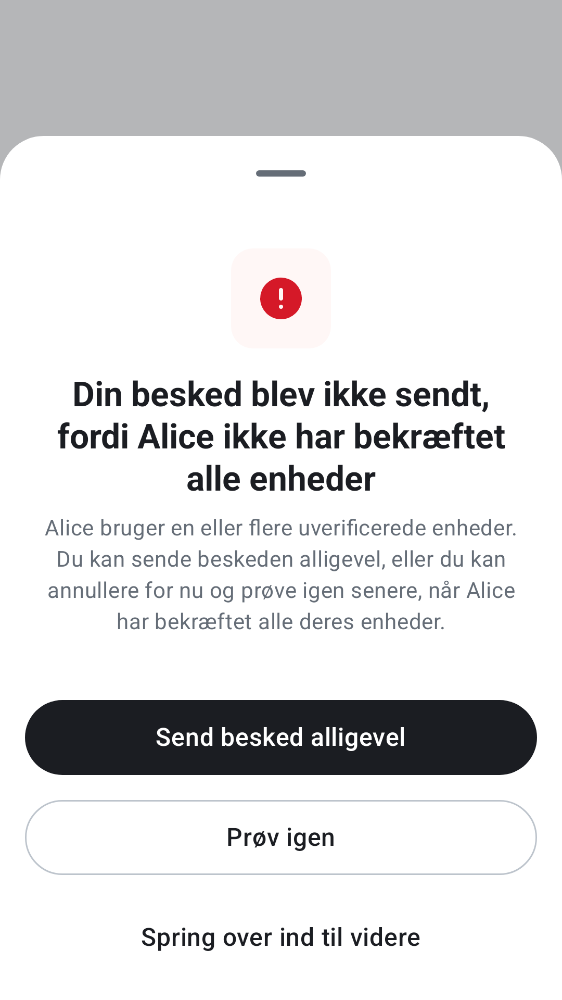 Din besked blev ikke sendt,
fordi Alice ikke har bekræftet
alle enheder
Alice bruger en eller flere uverificerede enheder.
Du kan sende beskeden alligevel, eller du kan
annullere for nu og prøve igen senere, når Alice
har bekræftet alle deres enheder.
Send besked alligevel
Prøv igen
Spring over ind til videre